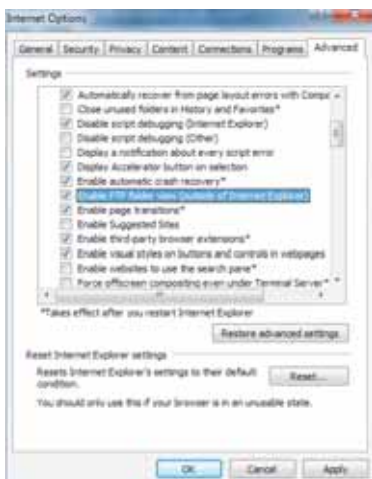 Internet Options
General Security Privacy Content Connections Programs Advanced
Settings
Automatically recover from page layout errors with Compa
Close unused folders in History and Favorites*
Disable script debugging (Internet Explorer)
Disable script debugging (Other)
Display a notification about every script error
Display Accelerator button on selection
Enable automatic crash recovery*
Enable FTP folder view (outside of Internet Explorer)
Enable page transitions*
Enable Suggested Sites
Enable third-party browser extensions*
Enable visual styles on buttons and controls in webpages
Enable websites to use the search pane*
Force offscreen compositing even under Terminal Server*
*Takes effect after you restart Internet Explorer
Restore advanced settings
Reset Internet Explorer settings
Resets Internet Explorer's settings to their default
condition.
Reset...
You should only use this if your browser is in an unusable state.
OK Cancel Apply